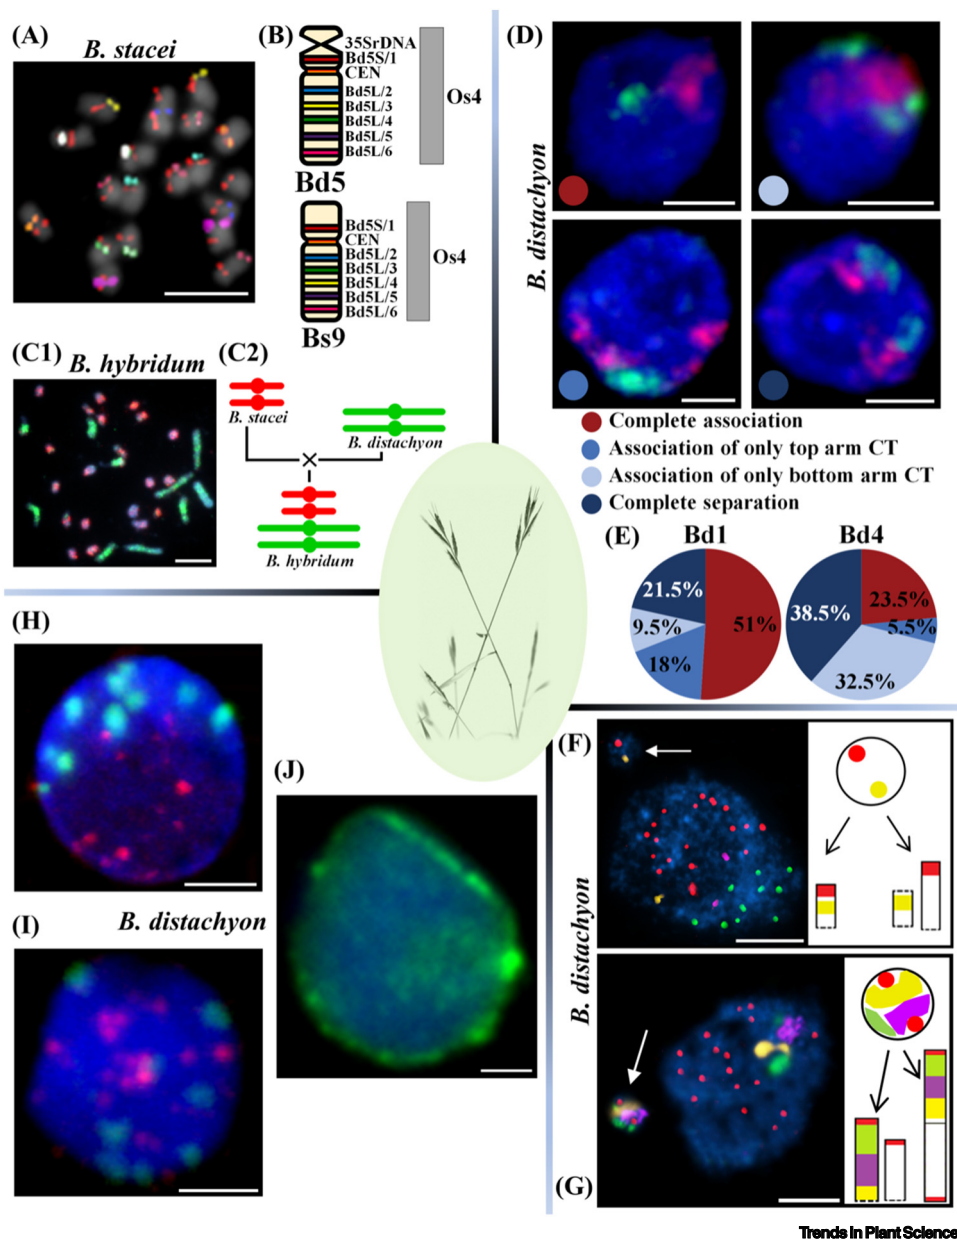 (A)
B. stacei
(B)
35SrDNA
Bd5S/1
CEN
Bd5L/2
Bd5L/3
Bd5L/4
Bd5L/5
Bd5L/6
Os4
Bd5
Bd5S/1
CEN
Bd5L/2
Bd5L/3
Bd5L/4
Bd5L/5
Bd5L/6
Os4
Bs9
(C1)
B. hybridum
(C2)
B. stacei
B. distachyon
×
B. hybridum
(D)
B. distachyon
Complete association
Association of only top arm CT
Association of only bottom arm CT
Complete separation
(E)
Bd1
Bd4
21.5%
9.5%
18%
51%
38.5%
23.5%
5.5%
32.5%
(H)
(F)
(J)
(I)
B. distachyon
B. distachyon
(G)
Trends in Plant Science